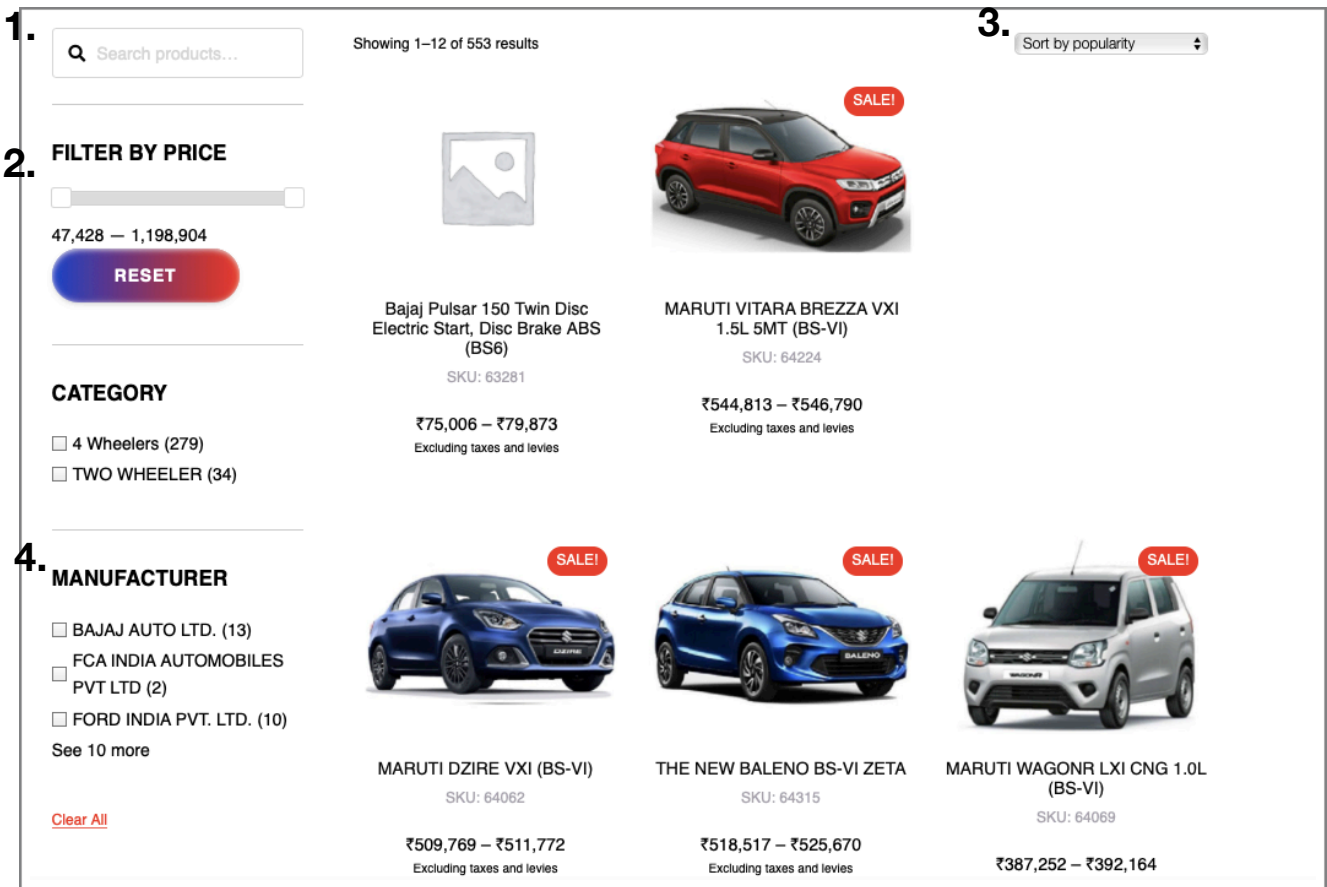 1.
Search products...
Showing 1–12 of 553 results
3.
Sort by popularity
2.
FILTER BY PRICE
47,428 — 1,198,904
RESET
CATEGORY
4 Wheelers (279)
TWO WHEELER (34)
4.
MANUFACTURER
BAJAJ AUTO LTD. (13)
FCA INDIA AUTOMOBILES
PVT LTD (2)
FORD INDIA PVT. LTD. (10)
See 10 more
Clear All
Bajaj Pulsar 150 Twin Disc
Electric Start, Disc Brake ABS
(BS6)
SKU: 63281
₹75,006 – ₹79,873
Excluding taxes and levies
SALE!
MARUTI VITARA BREZZA VXI
1.5L 5MT (BS-VI)
SKU: 64224
₹544,813 – ₹546,790
Excluding taxes and levies
SALE!
DZIRE
MARUTI DZIRE VXI (BS-VI)
SKU: 64062
₹509,769 – ₹511,772
Excluding taxes and levies
SALE!
BALENO
THE NEW BALENO BS-VI ZETA
SKU: 64315
₹518,517 – ₹525,670
Excluding taxes and levies
SALE!
WAGONR
MARUTI WAGONR LXI CNG 1.0L
(BS-VI)
SKU: 64069
₹387,252 – ₹392,164